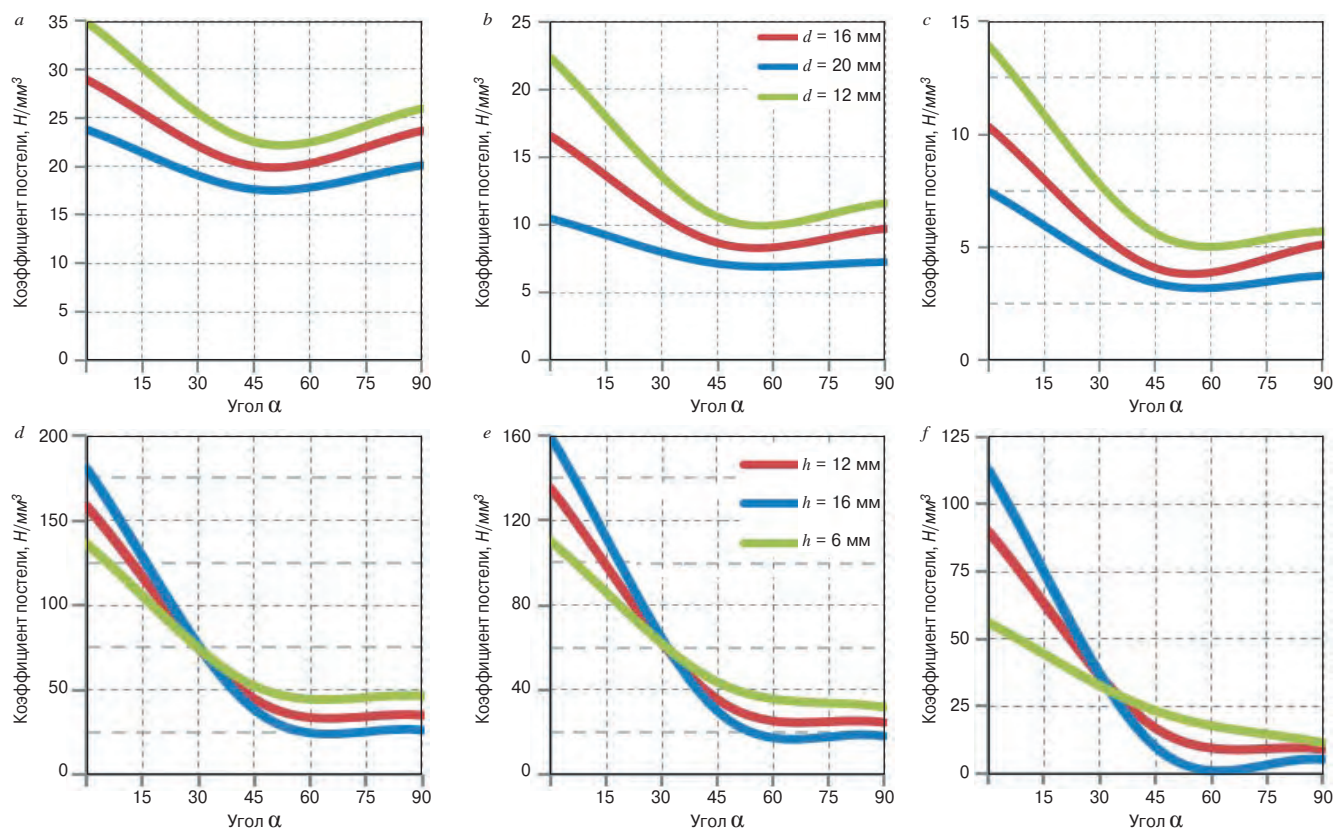 a
Коэффициент постели, Н/мм³
35
30
25
20
15
10
5
0
15 30 45 60 75 90
Угол α
b
Коэффициент постели, Н/мм³
25
20
15
10
5
0
d = 16 мм
d = 20 мм
d = 12 мм
15 30 45 60 75 90
Угол α
c
Коэффициент постели, Н/мм³
15
10
5
0
15 30 45 60 75 90
Угол α
d
Коэффициент постели, Н/мм³
200
150
100
50
0
15 30 45 60 75 90
Угол α
e
Коэффициент постели, Н/мм³
160
120
80
40
0
h = 12 мм
h = 16 мм
h = 6 мм
15 30 45 60 75 90
Угол α
f
Коэффициент постели, Н/мм³
125
100
75
50
25
0
15 30 45 60 75 90
Угол α